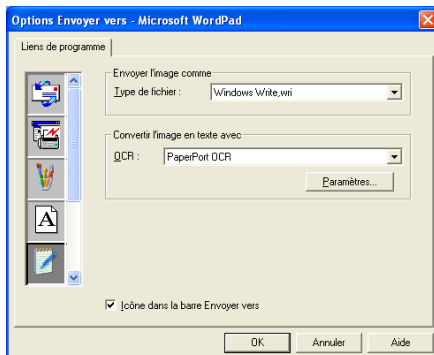 Options Envoyer vers - Microsoft WordPad
Liens de programme
Envoyer l'image comme
Type de fichier :
Windows Write,wri
Convertir l'image en texte avec
OCR :
PaperPort OCR
Paramètres...
A
Icône dans la barre Envoyer vers
OK
Annuler
Aide